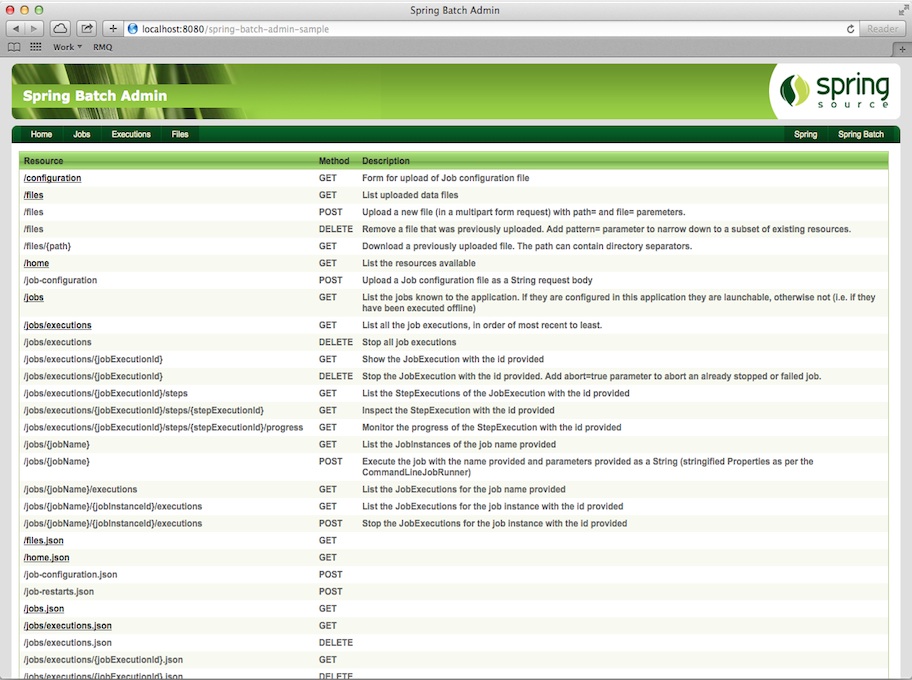 Spring Batch Admin
localhost:8080/spring-batch-admin-sample
Reader
Work RMQ
Spring Batch Admin
spring
source
Home Jobs Executions Files Spring Spring Batch
Resource Method Description
/configuration GET Form for upload of Job configuration file
/files GET List uploaded data files
/files POST Upload a new file (in a multipart form request) with path= and file= paremeters.
/files DELETE Remove a file that was previously uploaded. Add pattern= parameter to narrow down to a subset of existing resources.
/files/{path} GET Download a previously uploaded file. The path can contain directory separators.
/home GET List the resources available
/job-configuration POST Upload a Job configuration file as a String request body
/jobs GET List the jobs known to the application. If they are configured in this application they are launchable, otherwise not (i.e. if they
have been executed offline)
/jobs/executions GET List all the job executions, in order of most recent to least.
/jobs/executions DELETE Stop all job executions
/jobs/executions/{jobExecutionId} GET Show the JobExecution with the id provided
/jobs/executions/{jobExecutionId} DELETE Stop the JobExecution with the id provided. Add abort=true parameter to abort an already stopped or failed job.
/jobs/executions/{jobExecutionId}/steps GET List the StepExecutions of the JobExecution with the id provided
/jobs/executions/{jobExecutionId}/steps/{stepExecutionId} GET Inspect the StepExecution with the id provided
/jobs/executions/{jobExecutionId}/steps/{stepExecutionId}/progress GET Monitor the progress of the StepExecution with the id provided
/jobs/{jobName} GET List the JobInstances of the job name provided
/jobs/{jobName} POST Execute the job with the name provided and parameters provided as a String (stringified Properties as per the
CommandLineJobRunner)
/jobs/{jobName}/executions GET List the JobExecutions for the job name provided
/jobs/{jobName}/{jobInstanceId}/executions GET List the JobExecutions for the job instance with the id provided
/jobs/{jobName}/{jobInstanceId}/executions POST Stop the JobExecutions for the job instance with the id provided
/files.json GET
/home.json GET
/job-configuration.json POST
/job-restarts.json POST
/jobs.json GET
/jobs/executions.json GET
/jobs/executions.json DELETE
/jobs/executions/{jobExecutionId}.json GET
/jobs/executions/{jobExecutionId}.json DELETE